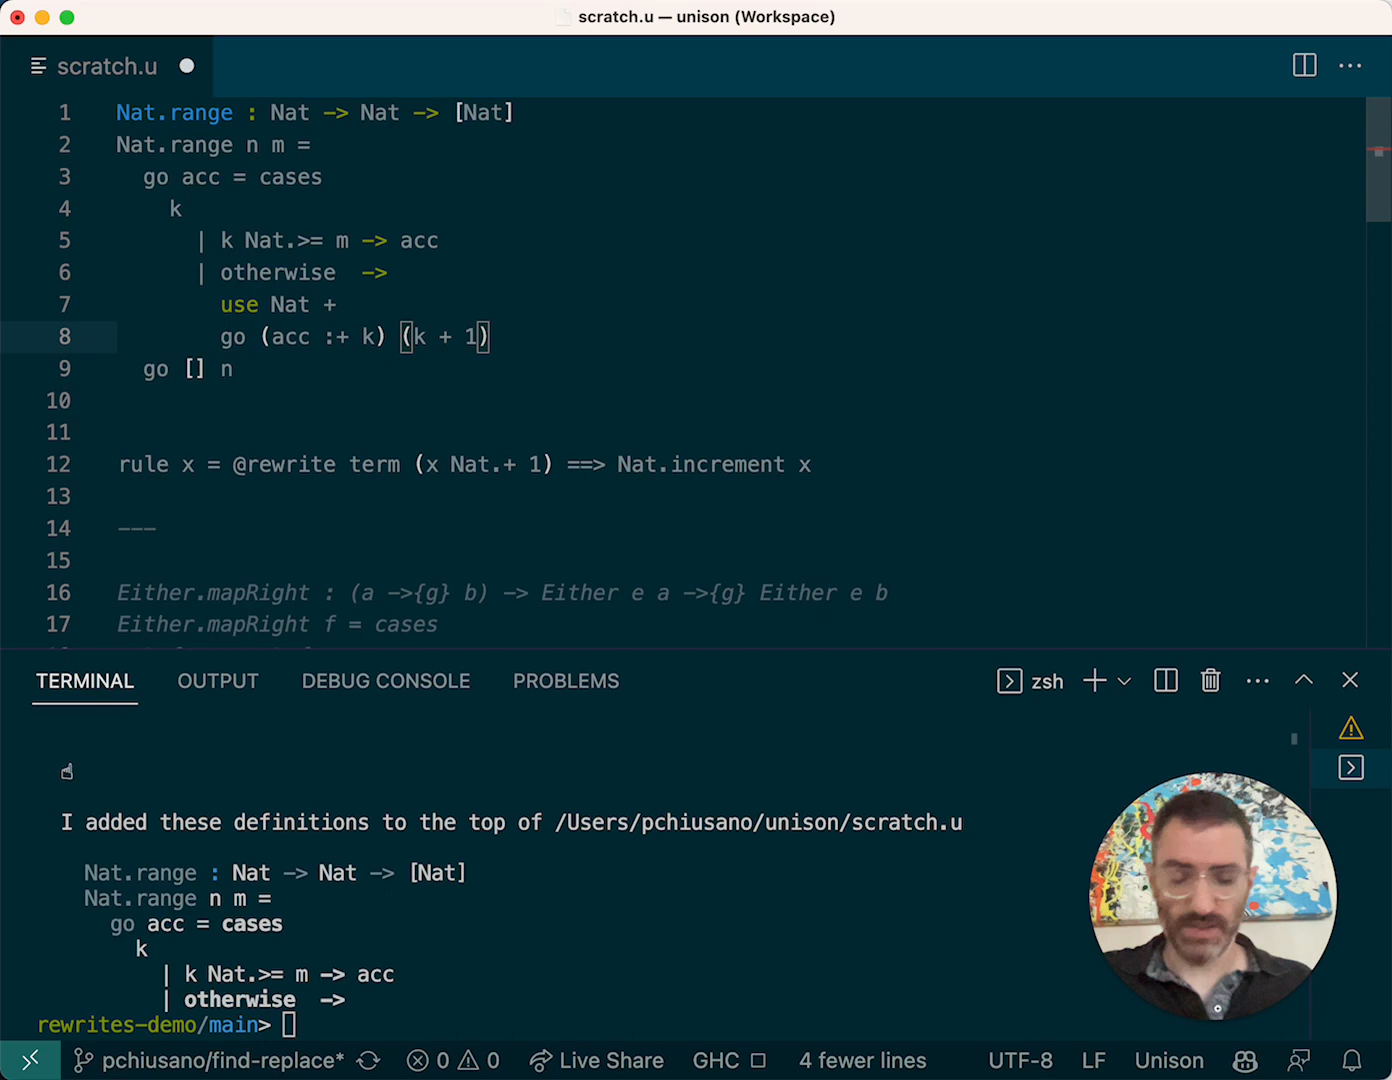 scratch.u — unison (Workspace)
scratch.u
1 Nat.range : Nat -> Nat -> [Nat]
2 Nat.range n m =
3 go acc = cases
4 k
5 | k Nat.>= m -> acc
6 | otherwise ->
7 use Nat +
8 go (acc :+ k) (k + 1)
9 go [] n
10
11
12 rule x = @rewrite term (x Nat.+ 1) ==> Nat.increment x
13
14 ---
15
16 Either.mapRight : (a ->{g} b) -> Either e a ->{g} Either e b
17 Either.mapRight f = cases
TERMINAL OUTPUT DEBUG CONSOLE PROBLEMS zsh
I added these definitions to the top of /Users/pchiusano/unison/scratch.u
Nat.range : Nat -> Nat -> [Nat]
Nat.range n m =
go acc = cases
k
| k Nat.>= m -> acc
| otherwise ->
rewrites-demo/main>
pchiusano/find-replace* 0 0 Live Share GHC 4 fewer lines UTF-8 LF Unison